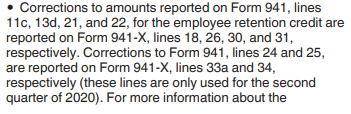 • Corrections to amounts reported on Form 941, lines
11c, 13d, 21, and 22, for the employee retention credit are
reported on Form 941-X, lines 18, 26, 30, and 31,
respectively. Corrections to Form 941, lines 24 and 25,
are reported on Form 941-X, lines 33a and 34,
respectively (these lines are only used for the second
quarter of 2020). For more information about the